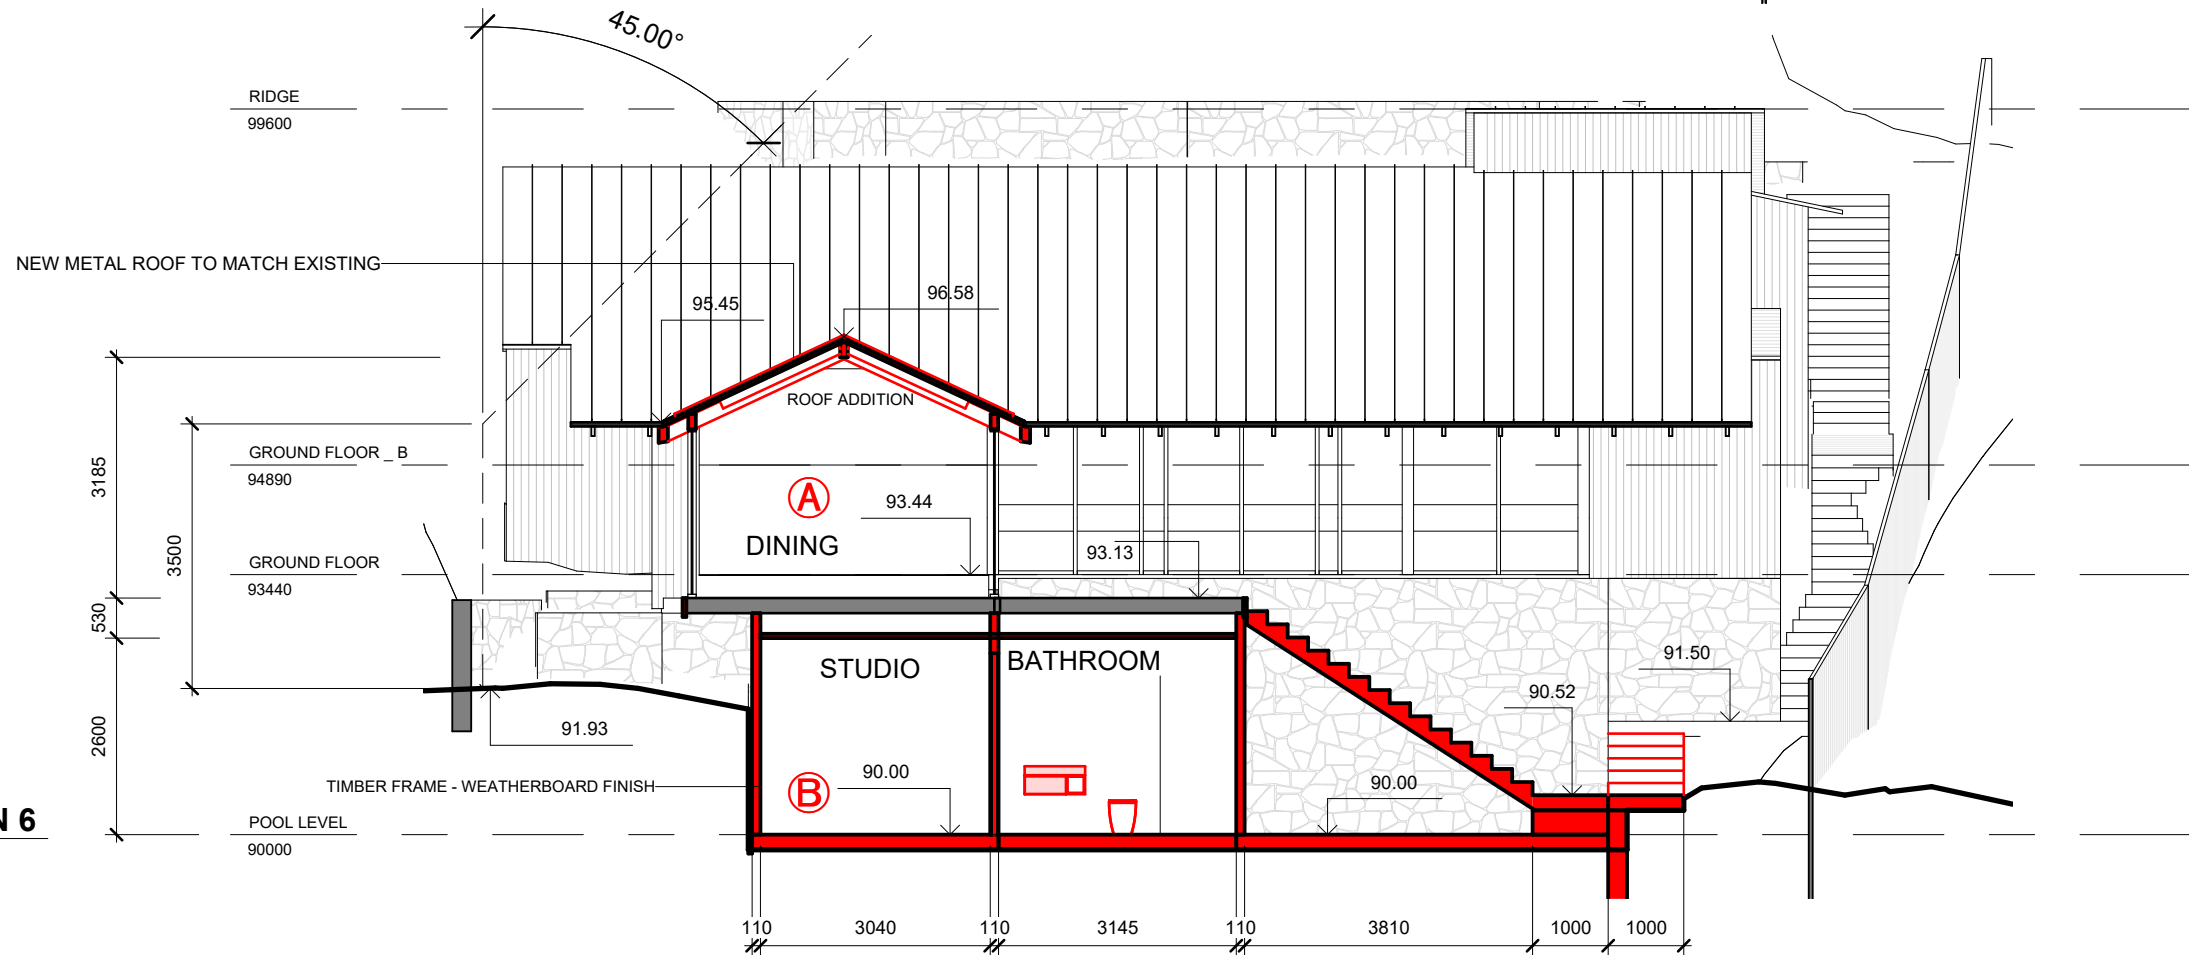 45.00°
RIDGE
99600
NEW METAL ROOF TO MATCH EXISTING
95.45
96.58
ROOF ADDITION
GROUND FLOOR _ B
94890
3185
A
93.44
DINING
93.13
3500
GROUND FLOOR
93440
530
STUDIO
BATHROOM
91.50
90.52
2600
91.93
90.00
90.00
TIMBER FRAME - WEATHERBOARD FINISH
B
N 6
POOL LEVEL
90000
110 3040 110 3145 110 3810 1000 1000